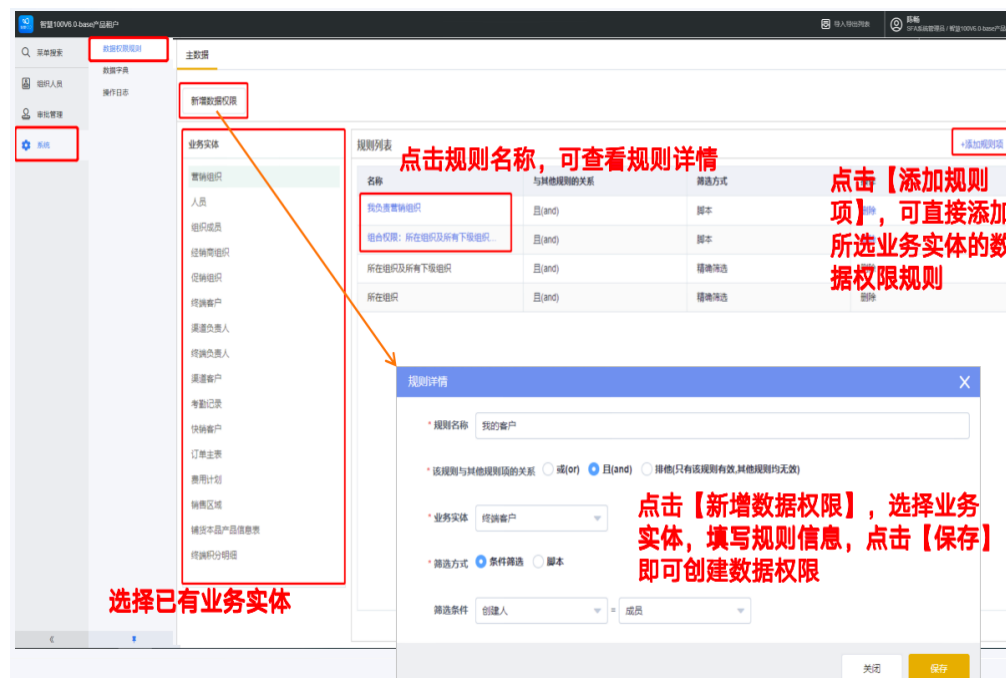 智慧100V6.0-base产品租户
导入导出列表
陈畅
SFA系统管理员 / 智慧100V6.0-base产品
菜单搜索
组织人员
审批管理
系统
数据权限规则
数据字典
操作日志
主数据
新增数据权限
业务实体
营销组织
人员
组织成员
经销商组织
促销组织
终端客户
渠道负责人
终端负责人
渠道客户
考勤记录
快销客户
订单主表
费用计划
销售区域
铺货本品产品信息表
终端积分明细
选择已有业务实体
规则列表
+添加规则项
点击规则名称，可查看规则详情
名称 与其他规则的关系 筛选方式
我负责营销组织 且(and) 脚本 删除
组合权限：所在组织及所有下级组织... 且(and) 脚本
所在组织及所有下级组织 且(and) 精确筛选
所在组织 且(and) 精确筛选 删除
点击【添加规则
项】，可直接添加
所选业务实体的数
据权限规则
规则详情 X
* 规则名称 我的客户
* 该规则与其他规则项的关系 或(or) 且(and) 排他(只有该规则有效,其他规则均无效)
* 业务实体 终端客户
* 筛选方式 条件筛选 脚本
筛选条件 创建人 = 成员
点击【新增数据权限】，选择业务
实体，填写规则信息，点击【保存】
即可创建数据权限
关闭 保存